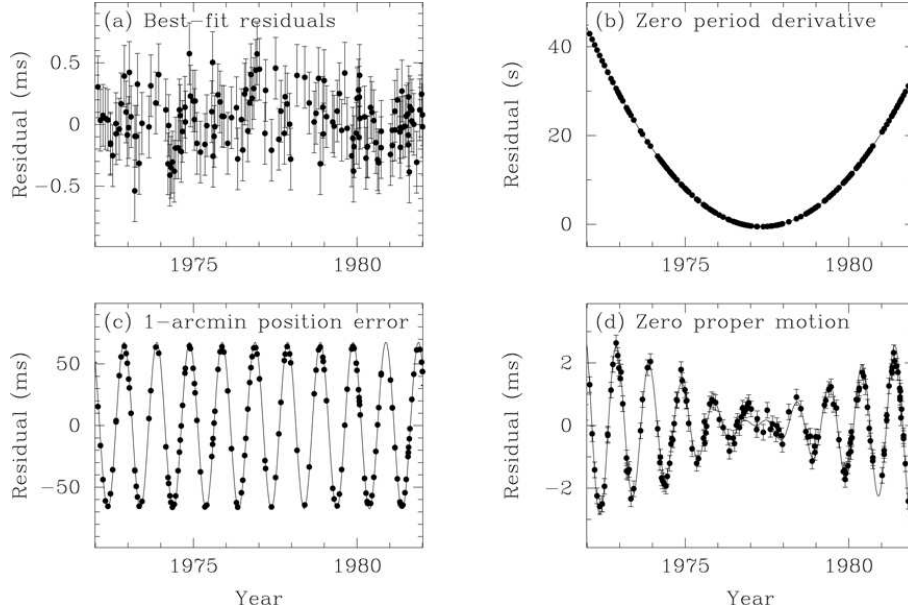 (a) Best-fit residuals
Residual (ms)
0.5
0
-0.5
1975
1980
(b) Zero period derivative
Residual (s)
40
20
0
1975
1980
(c) 1-arcmin position error
Residual (ms)
50
0
-50
1975
1980
Year
(d) Zero proper motion
Residual (ms)
2
0
-2
1975
1980
Year